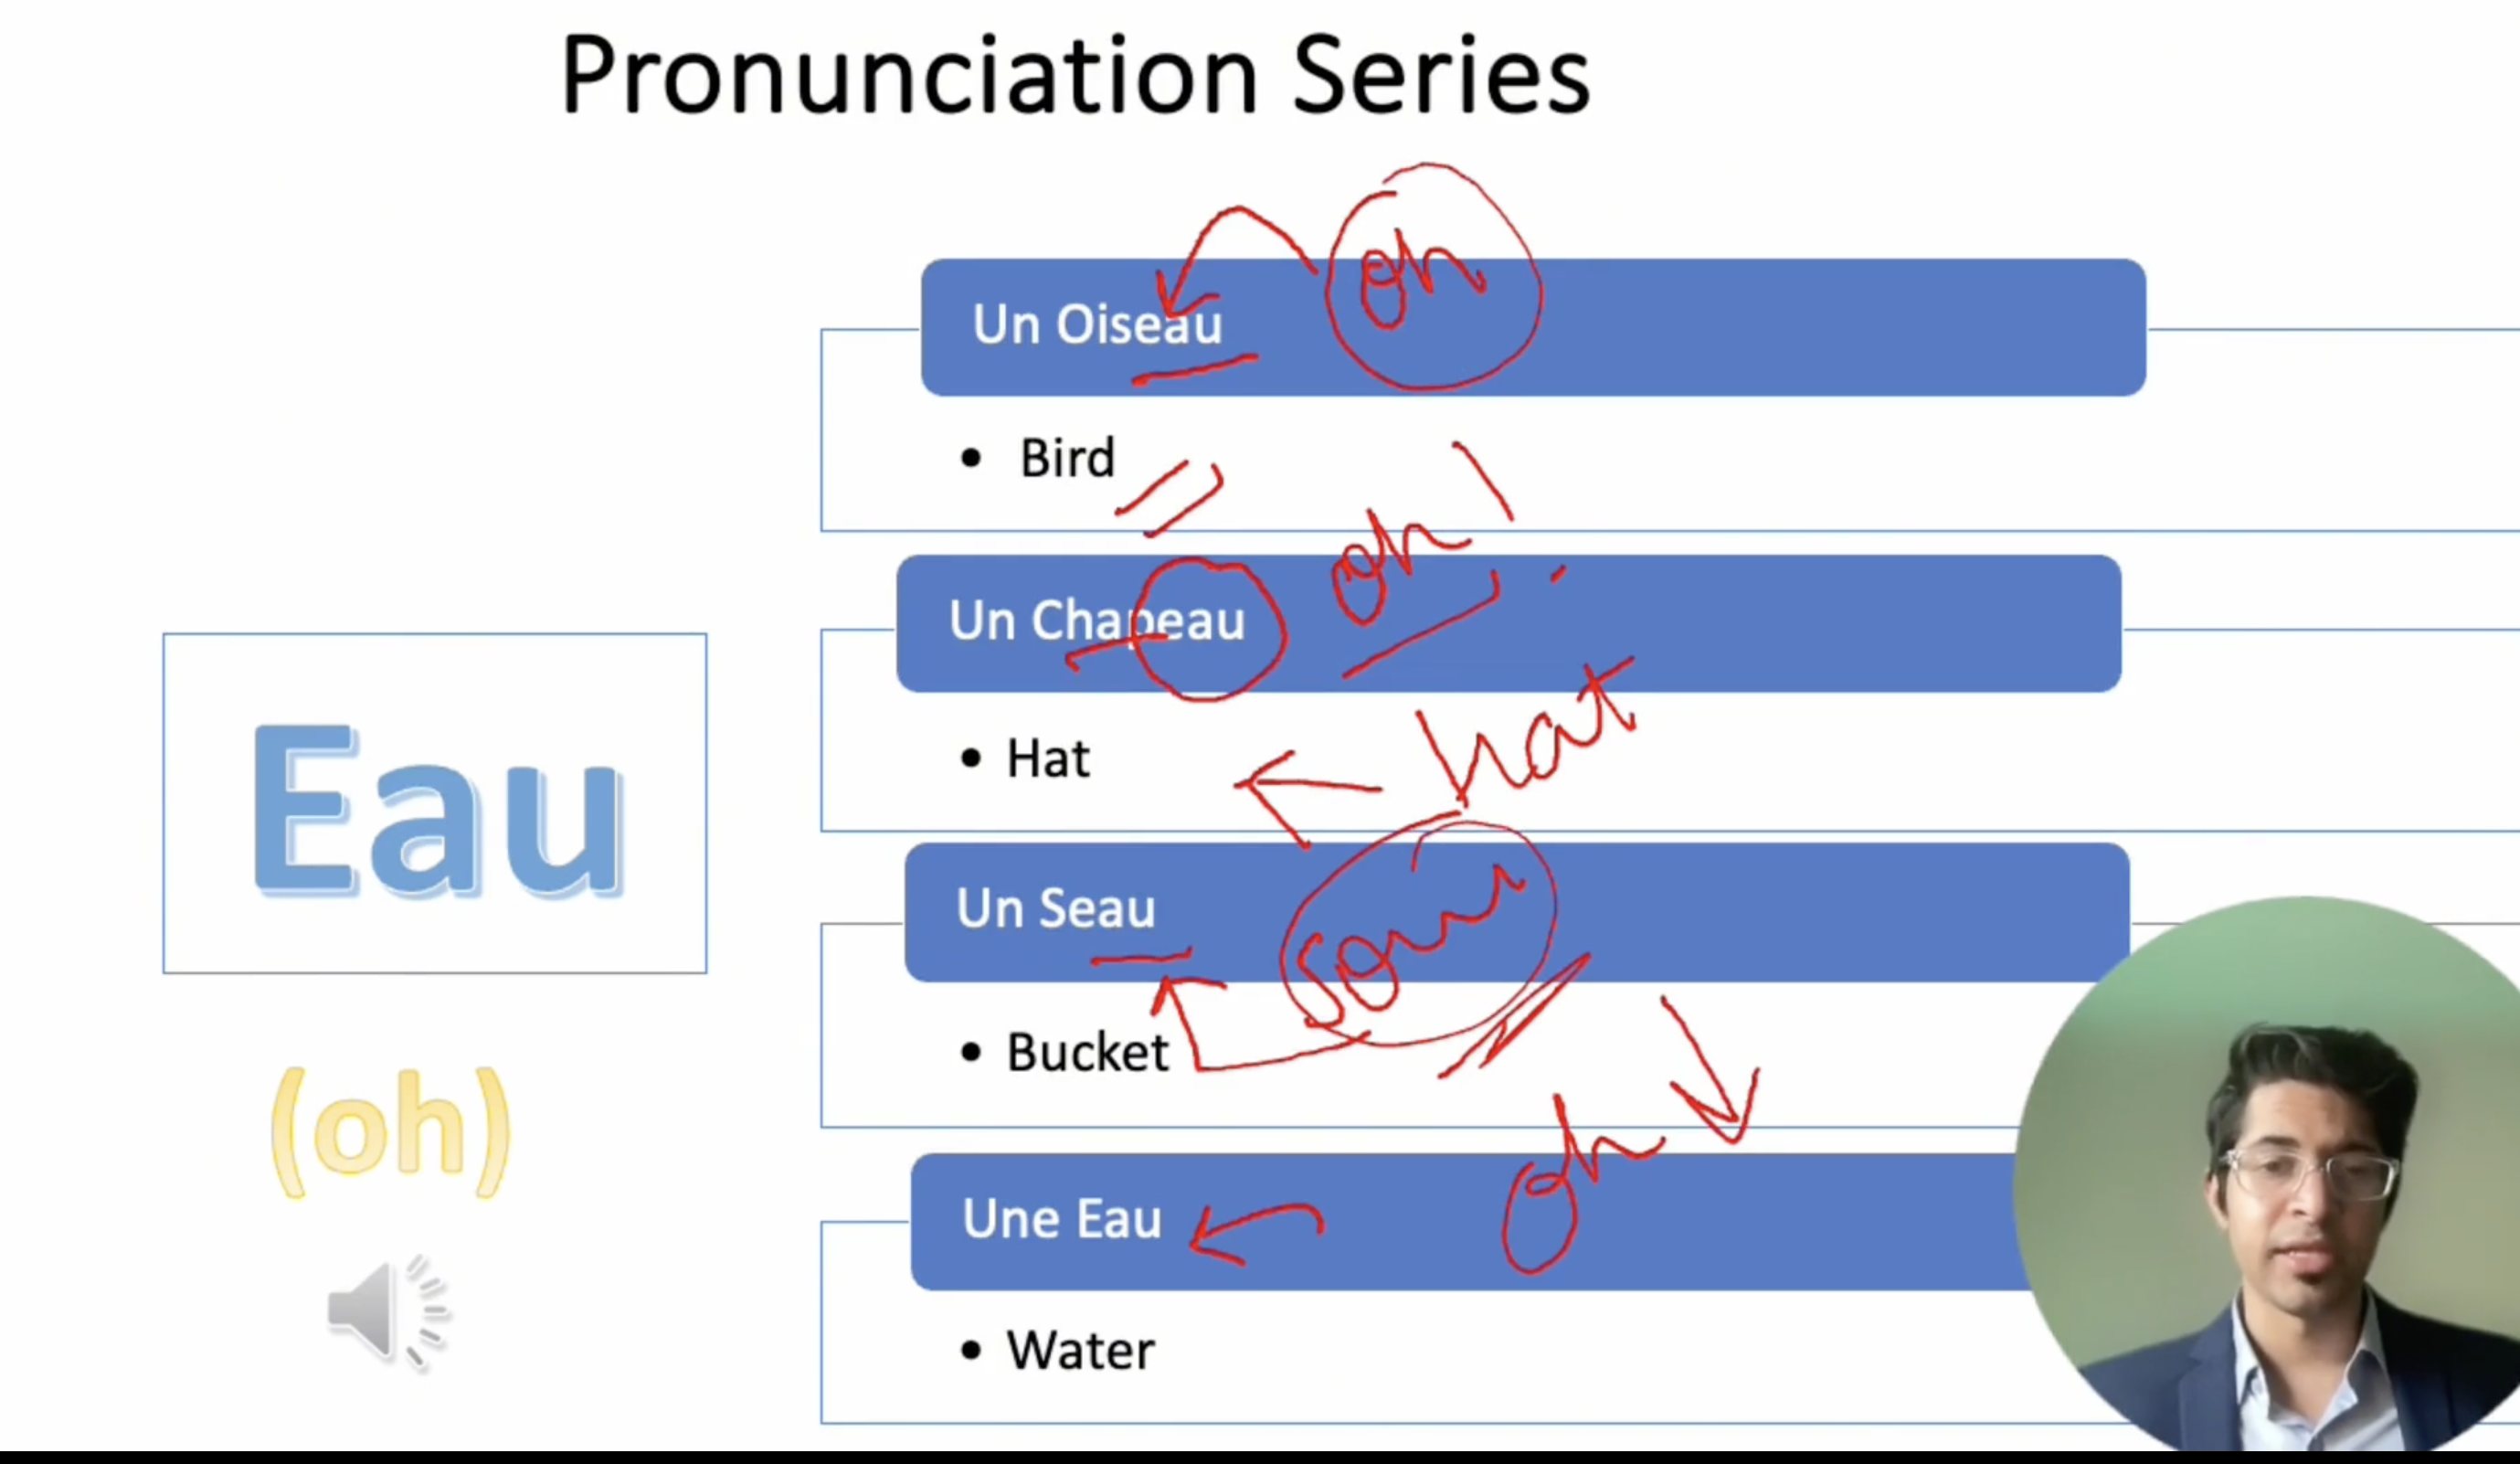 Pronunciation Series
oh
Un Oiseau
• Bird
oh!
Un Chapeau
• Hat
hat
Un Seau
• Bucket
Eau
(oh)
oh
Une Eau
• Water